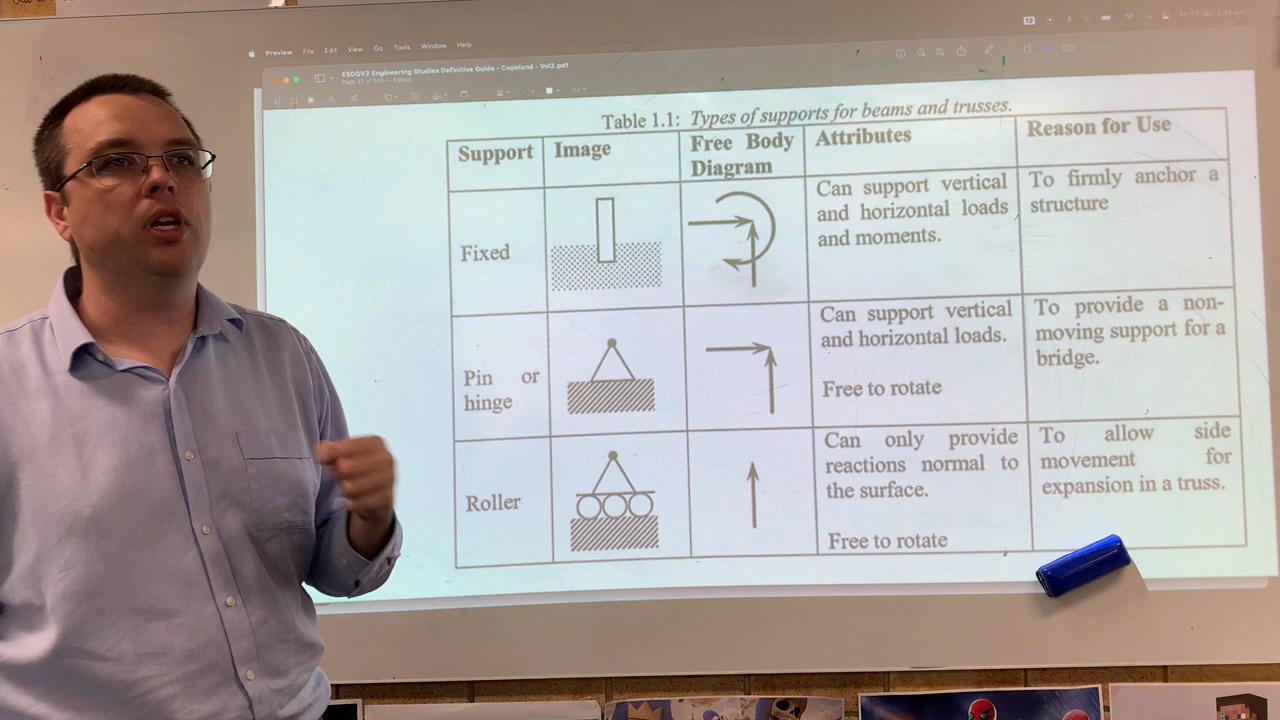 Preview File Edit View Go Tools Window Help
ESDGV2 Engineering Studies Definitive Guide - Copeland - Vol2.pdf
Table 1.1: Types of supports for beams and trusses.
Support
Image
Free Body
Diagram
Attributes
Reason for Use
Fixed
Can support vertical
and horizontal loads
and moments.
To firmly anchor a
structure
Pin or
hinge
Can support vertical
and horizontal loads.
Free to rotate
To provide a non-
moving support for a
bridge.
Roller
Can only provide
reactions normal to
the surface.
Free to rotate
To allow side
movement for
expansion in a truss.